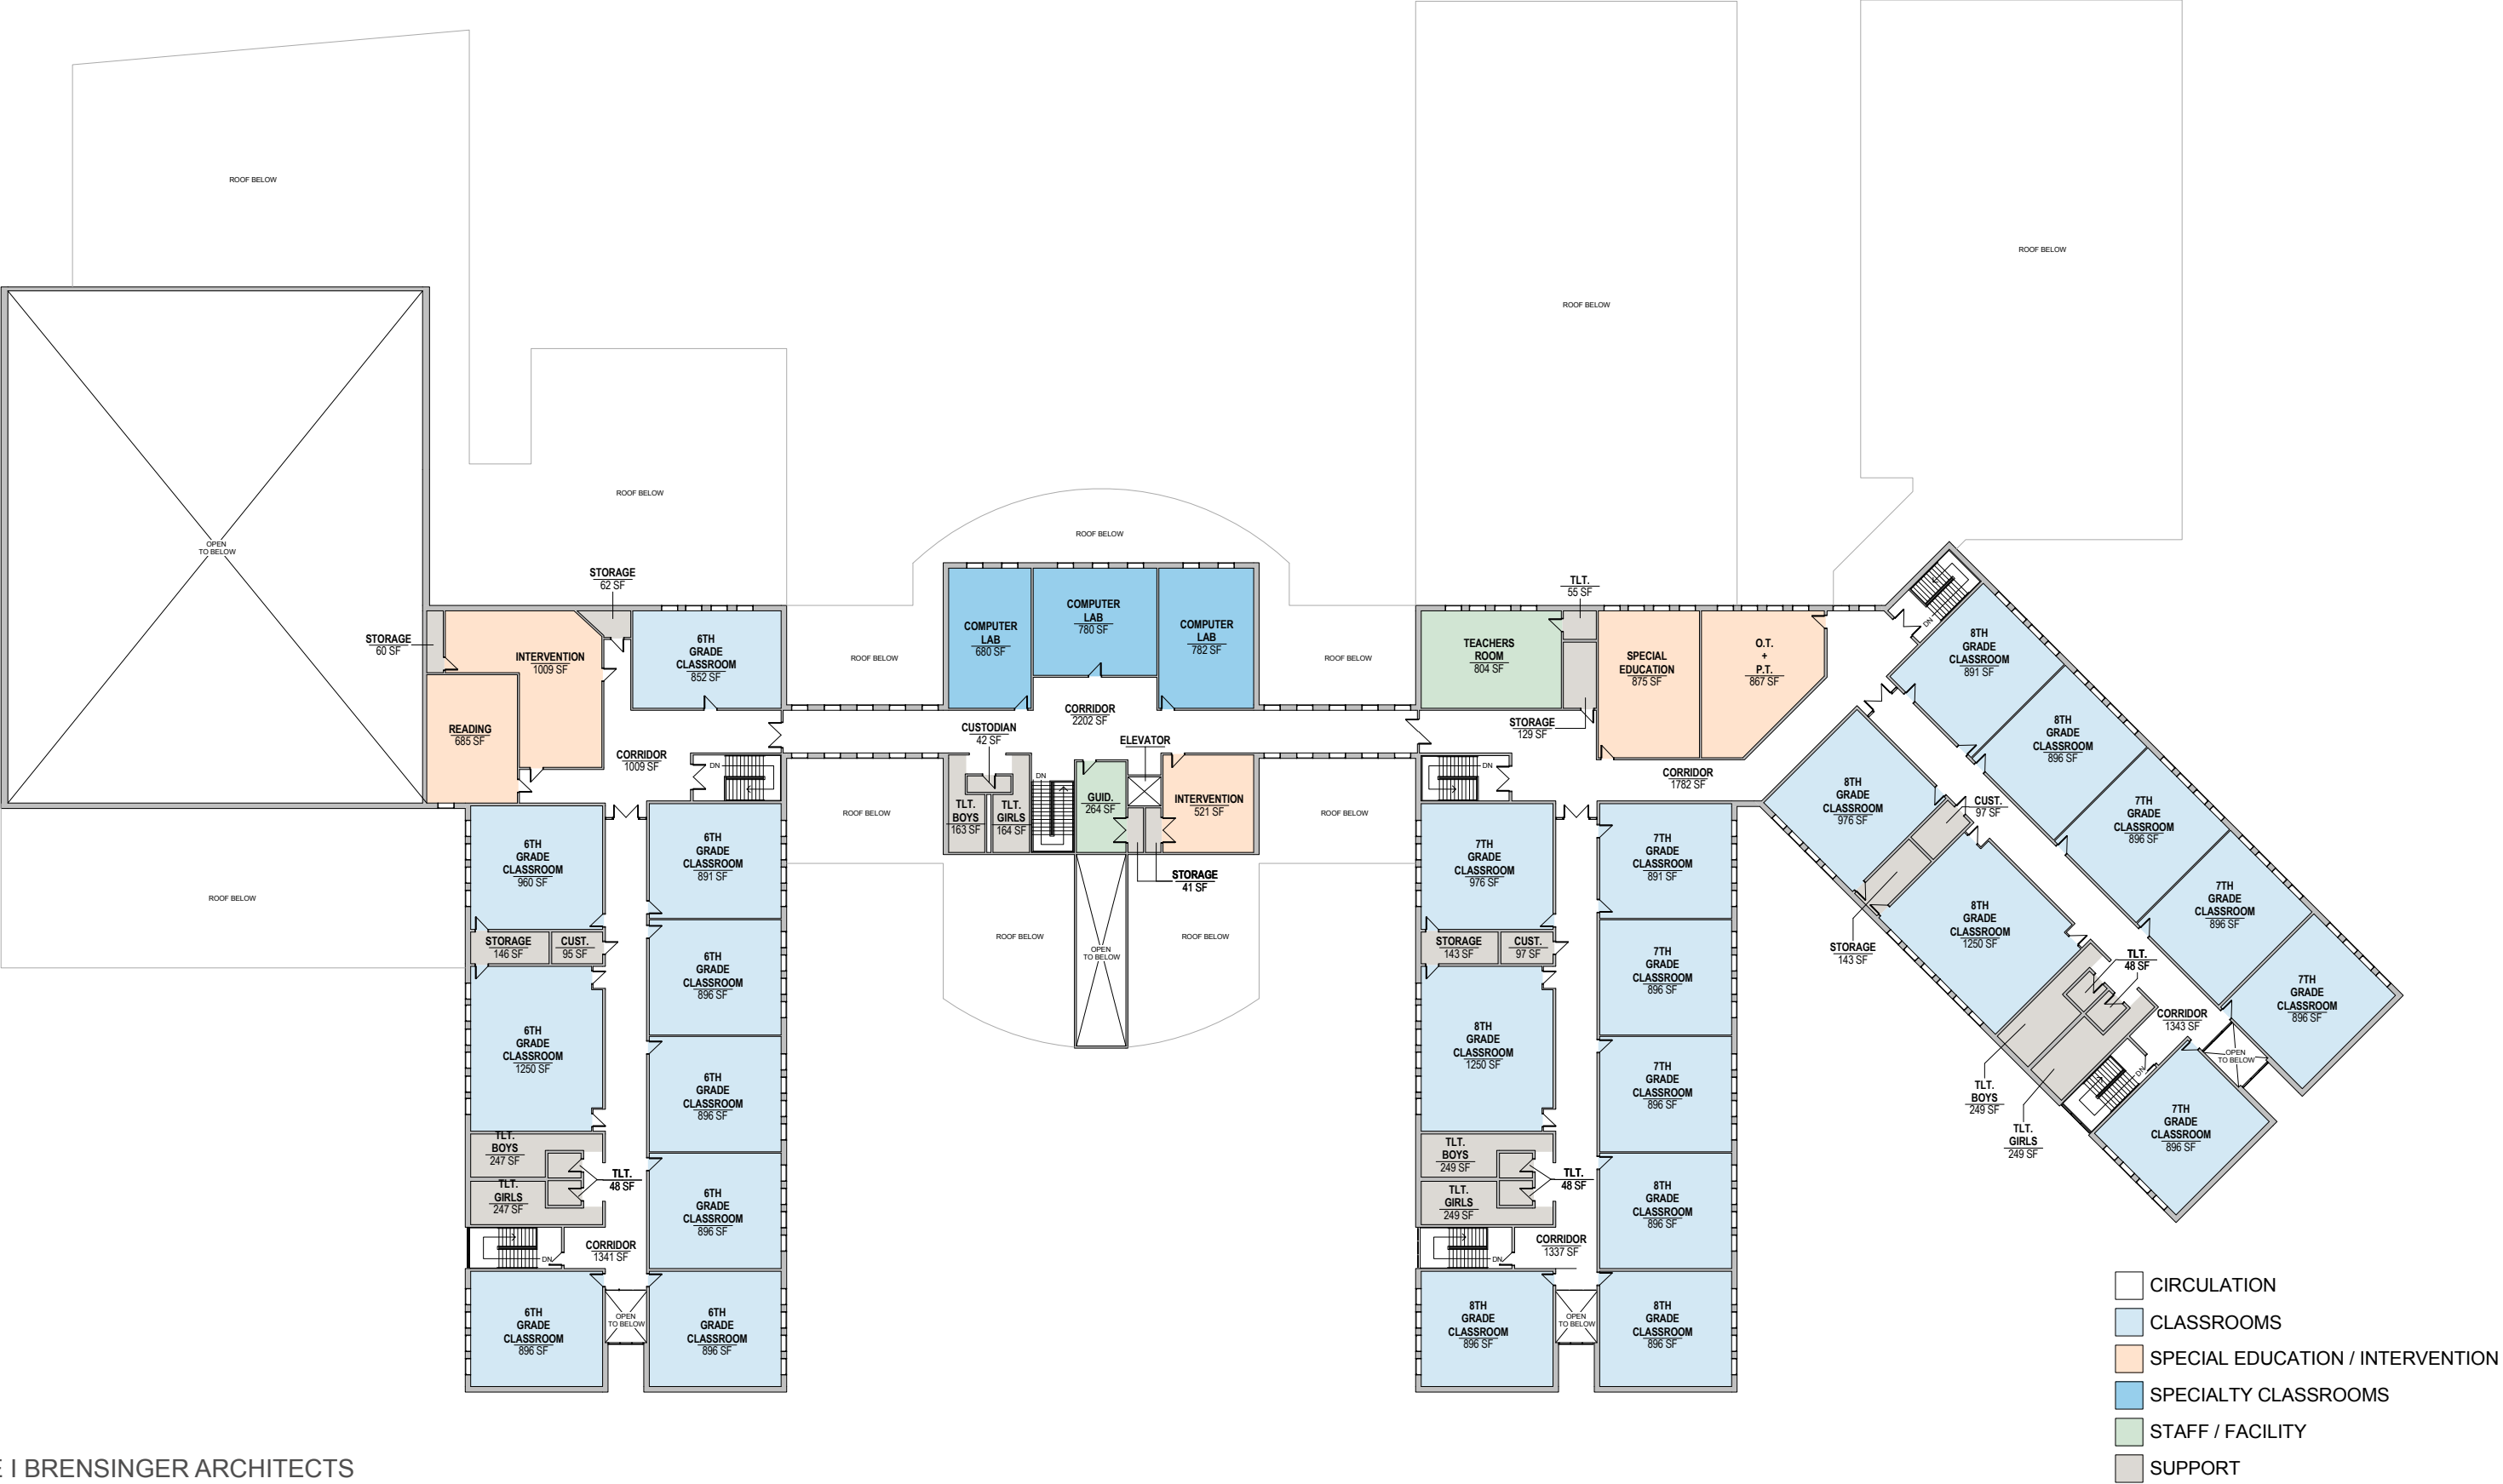 ROOF BELOW
ROOF BELOW
ROOF BELOW
ROOF BELOW
ROOF BELOW
OPEN
TO BELOW
STORAGE
62 SF
STORAGE
60 SF
INTERVENTION
1009 SF
6TH
GRADE
CLASSROOM
852 SF
READING
685 SF
CORRIDOR
1009 SF
DN
ROOF BELOW
ROOF BELOW
ROOF BELOW
COMPUTER
LAB
680 SF
COMPUTER
LAB
780 SF
COMPUTER
LAB
782 SF
CORRIDOR
2202 SF
CUSTODIAN
42 SF
ELEVATOR
TLT.
BOYS
163 SF
TLT.
GIRLS
164 SF
DN
GUID.
264 SF
INTERVENTION
521 SF
STORAGE
41 SF
ROOF BELOW
ROOF BELOW
ROOF BELOW
ROOF BELOW
OPEN
TO BELOW
ROOF BELOW
6TH
GRADE
CLASSROOM
960 SF
6TH
GRADE
CLASSROOM
891 SF
STORAGE
146 SF
CUST.
95 SF
6TH
GRADE
CLASSROOM
896 SF
6TH
GRADE
CLASSROOM
1250 SF
6TH
GRADE
CLASSROOM
896 SF
TLT.
BOYS
247 SF
TLT.
GIRLS
247 SF
TLT.
48 SF
6TH
GRADE
CLASSROOM
896 SF
DN
CORRIDOR
1341 SF
6TH
GRADE
CLASSROOM
896 SF
OPEN
TO BELOW
6TH
GRADE
CLASSROOM
896 SF
TEACHERS
ROOM
804 SF
TLT.
55 SF
STORAGE
129 SF
SPECIAL
EDUCATION
875 SF
O.T.
+
P.T.
867 SF
DN
CORRIDOR
1782 SF
7TH
GRADE
CLASSROOM
976 SF
7TH
GRADE
CLASSROOM
891 SF
STORAGE
143 SF
CUST.
97 SF
7TH
GRADE
CLASSROOM
896 SF
8TH
GRADE
CLASSROOM
1250 SF
7TH
GRADE
CLASSROOM
896 SF
TLT.
BOYS
249 SF
TLT.
GIRLS
249 SF
TLT.
48 SF
8TH
GRADE
CLASSROOM
896 SF
DN
CORRIDOR
1337 SF
8TH
GRADE
CLASSROOM
896 SF
OPEN
TO BELOW
8TH
GRADE
CLASSROOM
896 SF
DN
8TH
GRADE
CLASSROOM
891 SF
8TH
GRADE
CLASSROOM
896 SF
8TH
GRADE
CLASSROOM
976 SF
CUST.
97 SF
7TH
GRADE
CLASSROOM
896 SF
7TH
GRADE
CLASSROOM
896 SF
8TH
GRADE
CLASSROOM
1250 SF
STORAGE
143 SF
TLT.
48 SF
7TH
GRADE
CLASSROOM
896 SF
CORRIDOR
1343 SF
OPEN
TO BELOW
DN
TLT.
BOYS
249 SF
TLT.
GIRLS
249 SF
7TH
GRADE
CLASSROOM
896 SF
CIRCULATION
CLASSROOMS
SPECIAL EDUCATION / INTERVENTION
SPECIALTY CLASSROOMS
STAFF / FACILITY
SUPPORT
E I BRENSINGER ARCHITECTS